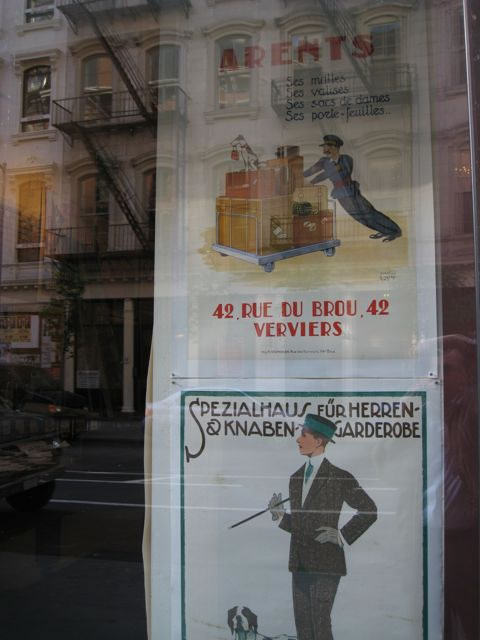 ARENTS
Ses malles
Ses valises
Ses sacs de dames
Ses porte-feuilles..
42, RUE DU BROU, 42
VERVIERS
SPEZIALHAUS FÜR HERREN-
& KNABEN-GARDEROBE